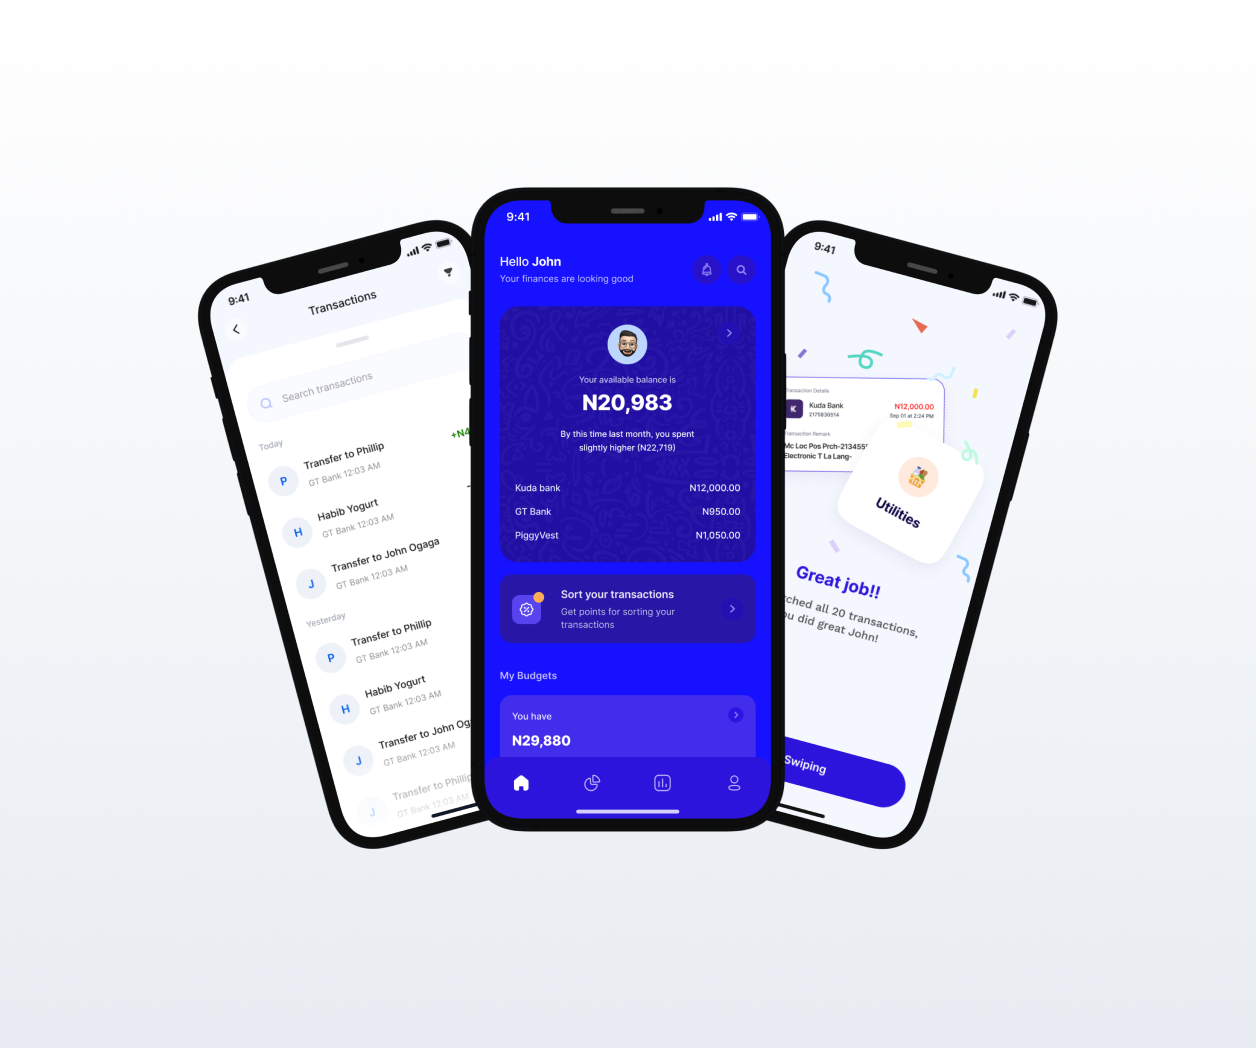 9:41
Transactions
Search transactions
Today
P
Transfer to Phillip
+N4
GT Bank 12:03 AM
H
Habib Yogurt
GT Bank 12:03 AM
J
Transfer to John Ogaga
GT Bank 12:03 AM
Yesterday
P
Transfer to Phillip
GT Bank 12:03 AM
H
Habib Yogurt
GT Bank 12:03 AM
J
Transfer to John Oga
GT Bank 12:03 AM
J
Transfer to Phillip
GT Bank 12:03 AM
9:41
Hello John
Your finances are looking good
Your available balance is
N20,983
By this time last month, you spent
slightly higher (N22,719)
Kuda bank N12,000.00
GT Bank N950.00
PiggyVest N1,050.00
Sort your transactions
Get points for sorting your
transactions
My Budgets
You have
N29,880
9:41
Transaction Details
K
Kuda Bank N12,000.00
2175836514 Sep 01 at 2:24 PM
Transaction Remark
Mc Loc Pos Prch-213455
Electronic T La Lang-
Utilities
Great job!!
ched all 20 transactions,
ou did great John!
Swiping